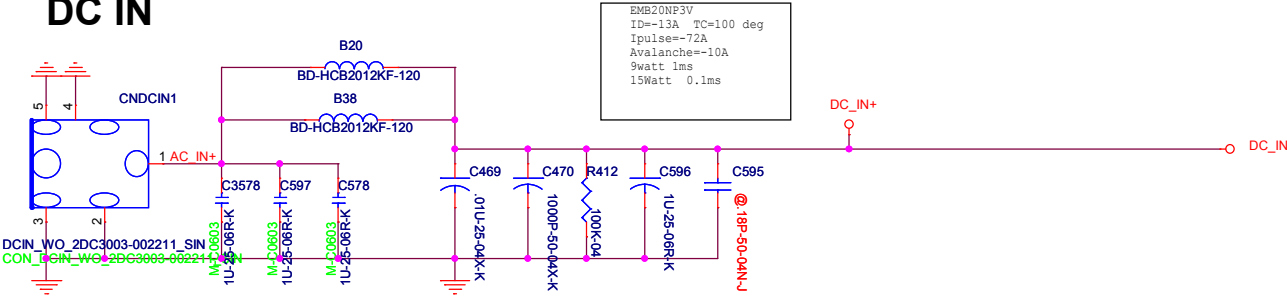 DC IN
EMB20NP3V
ID=-13A TC=100 deg
Ipulse=-72A
Avalanche=-10A
9watt 1ms
15Watt 0.1ms
B20
BD-HCB2012KF-120
B38
BD-HCB2012KF-120
CNDCIN1
5
4
1
AC_IN+
3
2
DCIN_WO_2DC3003-002211_SIN
CON_DCIN_WO_2DC3003-002211_SIN
C3578
M-C0603
1U-25-06R-K
C597
M-C0603
1U-25-06R-K
C578
M-C0603
1U-25-06R-K
C469
.01U-25-04X-K
C470
1000P-50-04X-K
R412
100K-04
C596
1U-25-06R-K
C595
@.18P-50-04N-J
DC_IN+
DC_IN